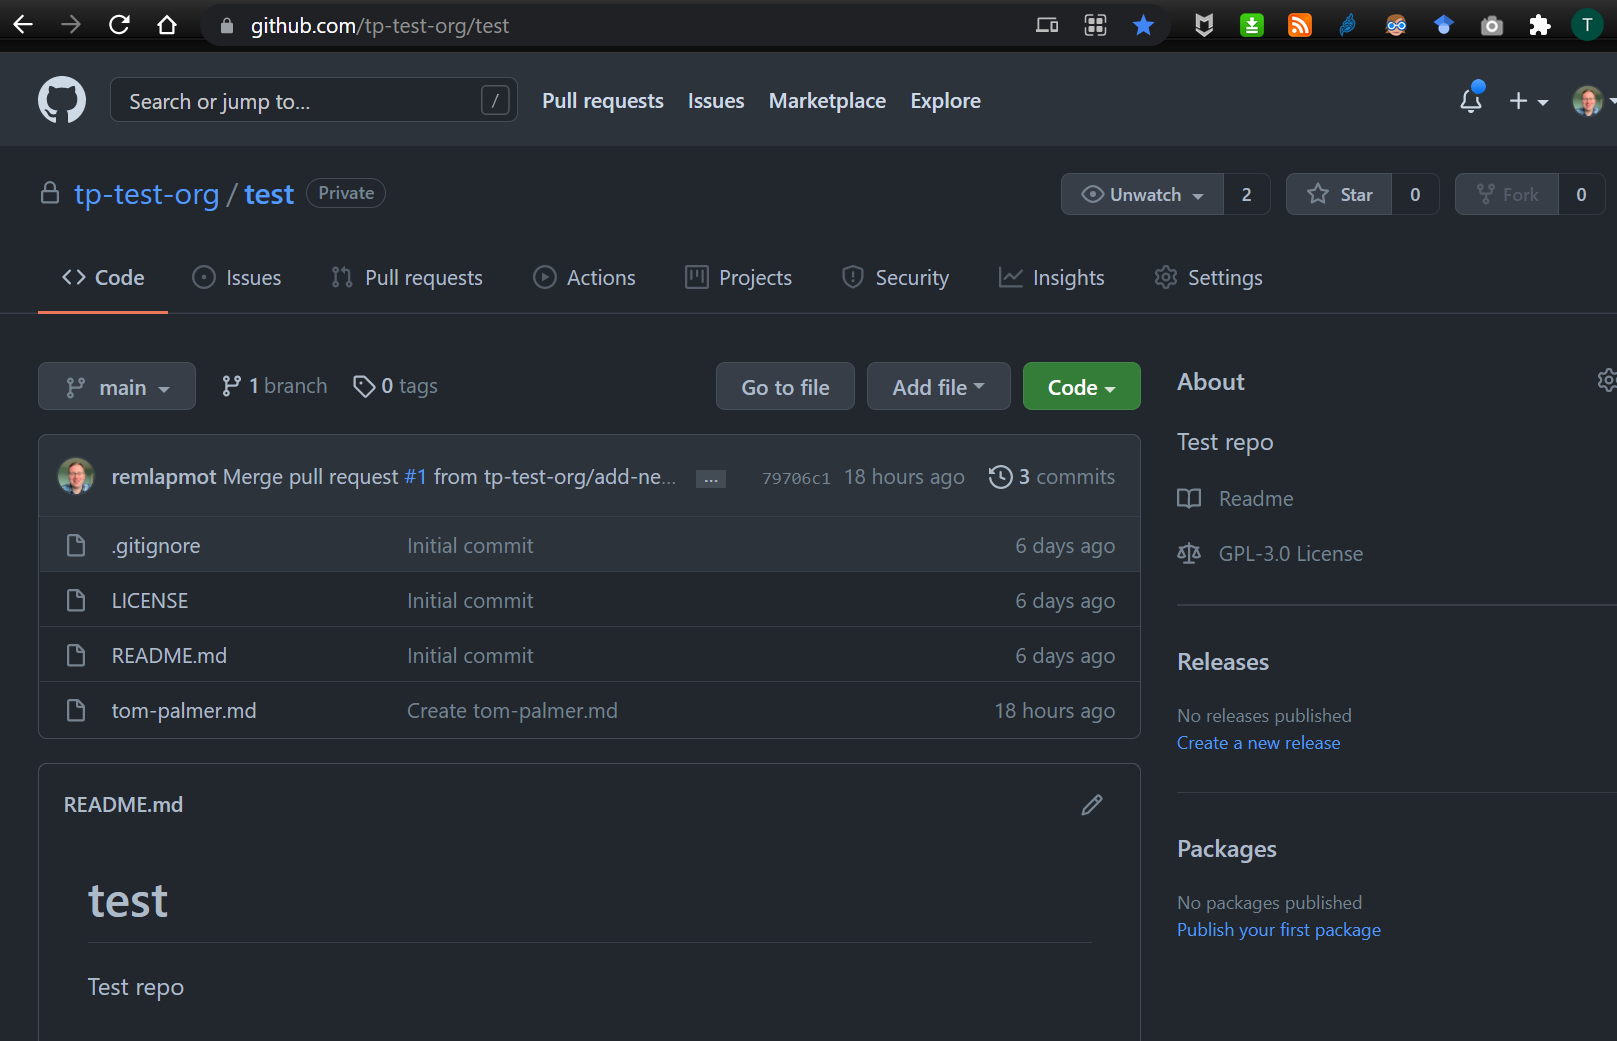 github.com/tp-test-org/test
T
Search or jump to...
/
Pull requests
Issues
Marketplace
Explore
tp-test-org / test
Private
Unwatch
2
Star
0
Fork
0
Code
Issues
Pull requests
Actions
Projects
Security
Insights
Settings
main
1 branch
0 tags
Go to file
Add file
Code
remlapmot Merge pull request #1 from tp-test-org/add-ne...
...
79706c1
18 hours ago
3 commits
.gitignore
Initial commit
6 days ago
LICENSE
Initial commit
6 days ago
README.md
Initial commit
6 days ago
tom-palmer.md
Create tom-palmer.md
18 hours ago
README.md
test
Test repo
About
Test repo
Readme
GPL-3.0 License
Releases
No releases published
Create a new release
Packages
No packages published
Publish your first package